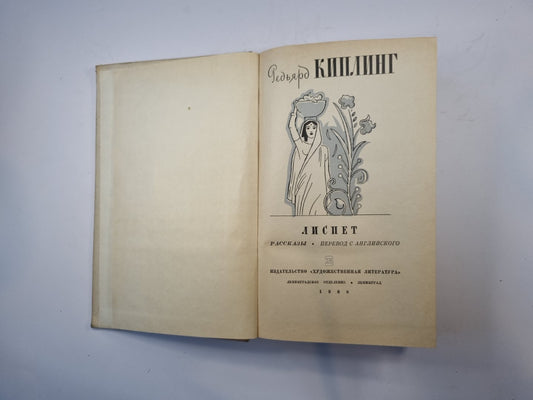 Редьярд КИПЛИНГ
ЛИСПЕТ
РАССКАЗЫ • ПЕРЕВОД С АНГЛИЙСКОГО
ИЗДАТЕЛЬСТВО «ХУДОЖЕСТВЕННАЯ ЛИТЕРАТУРА»
ЛЕНИНГРАДСКОЕ ОТДЕЛЕНИЕ • ЛЕНИНГРАД